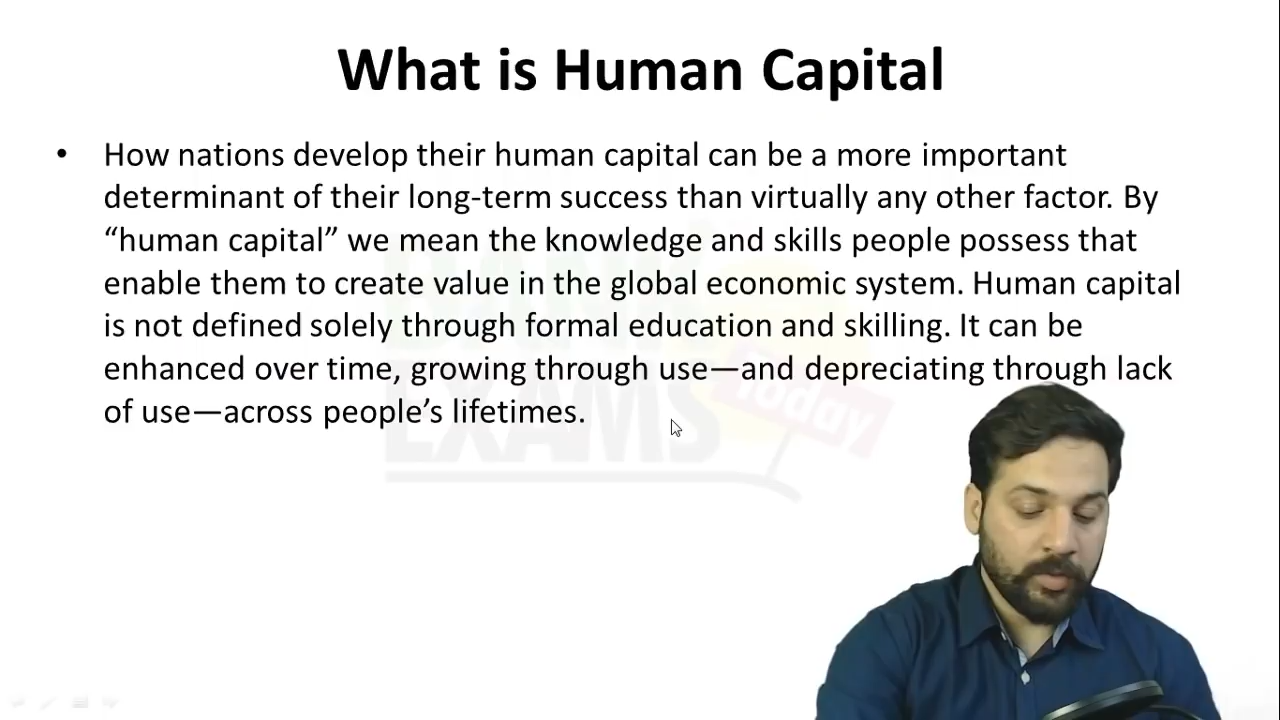 What is Human Capital
• How nations develop their human capital can be a more important
determinant of their long-term success than virtually any other factor. By
“human capital” we mean the knowledge and skills people possess that
enable them to create value in the global economic system. Human capital
is not defined solely through formal education and skilling. It can be
enhanced over time, growing through use—and depreciating through lack
of use—across people’s lifetimes.
EXAMS
Today